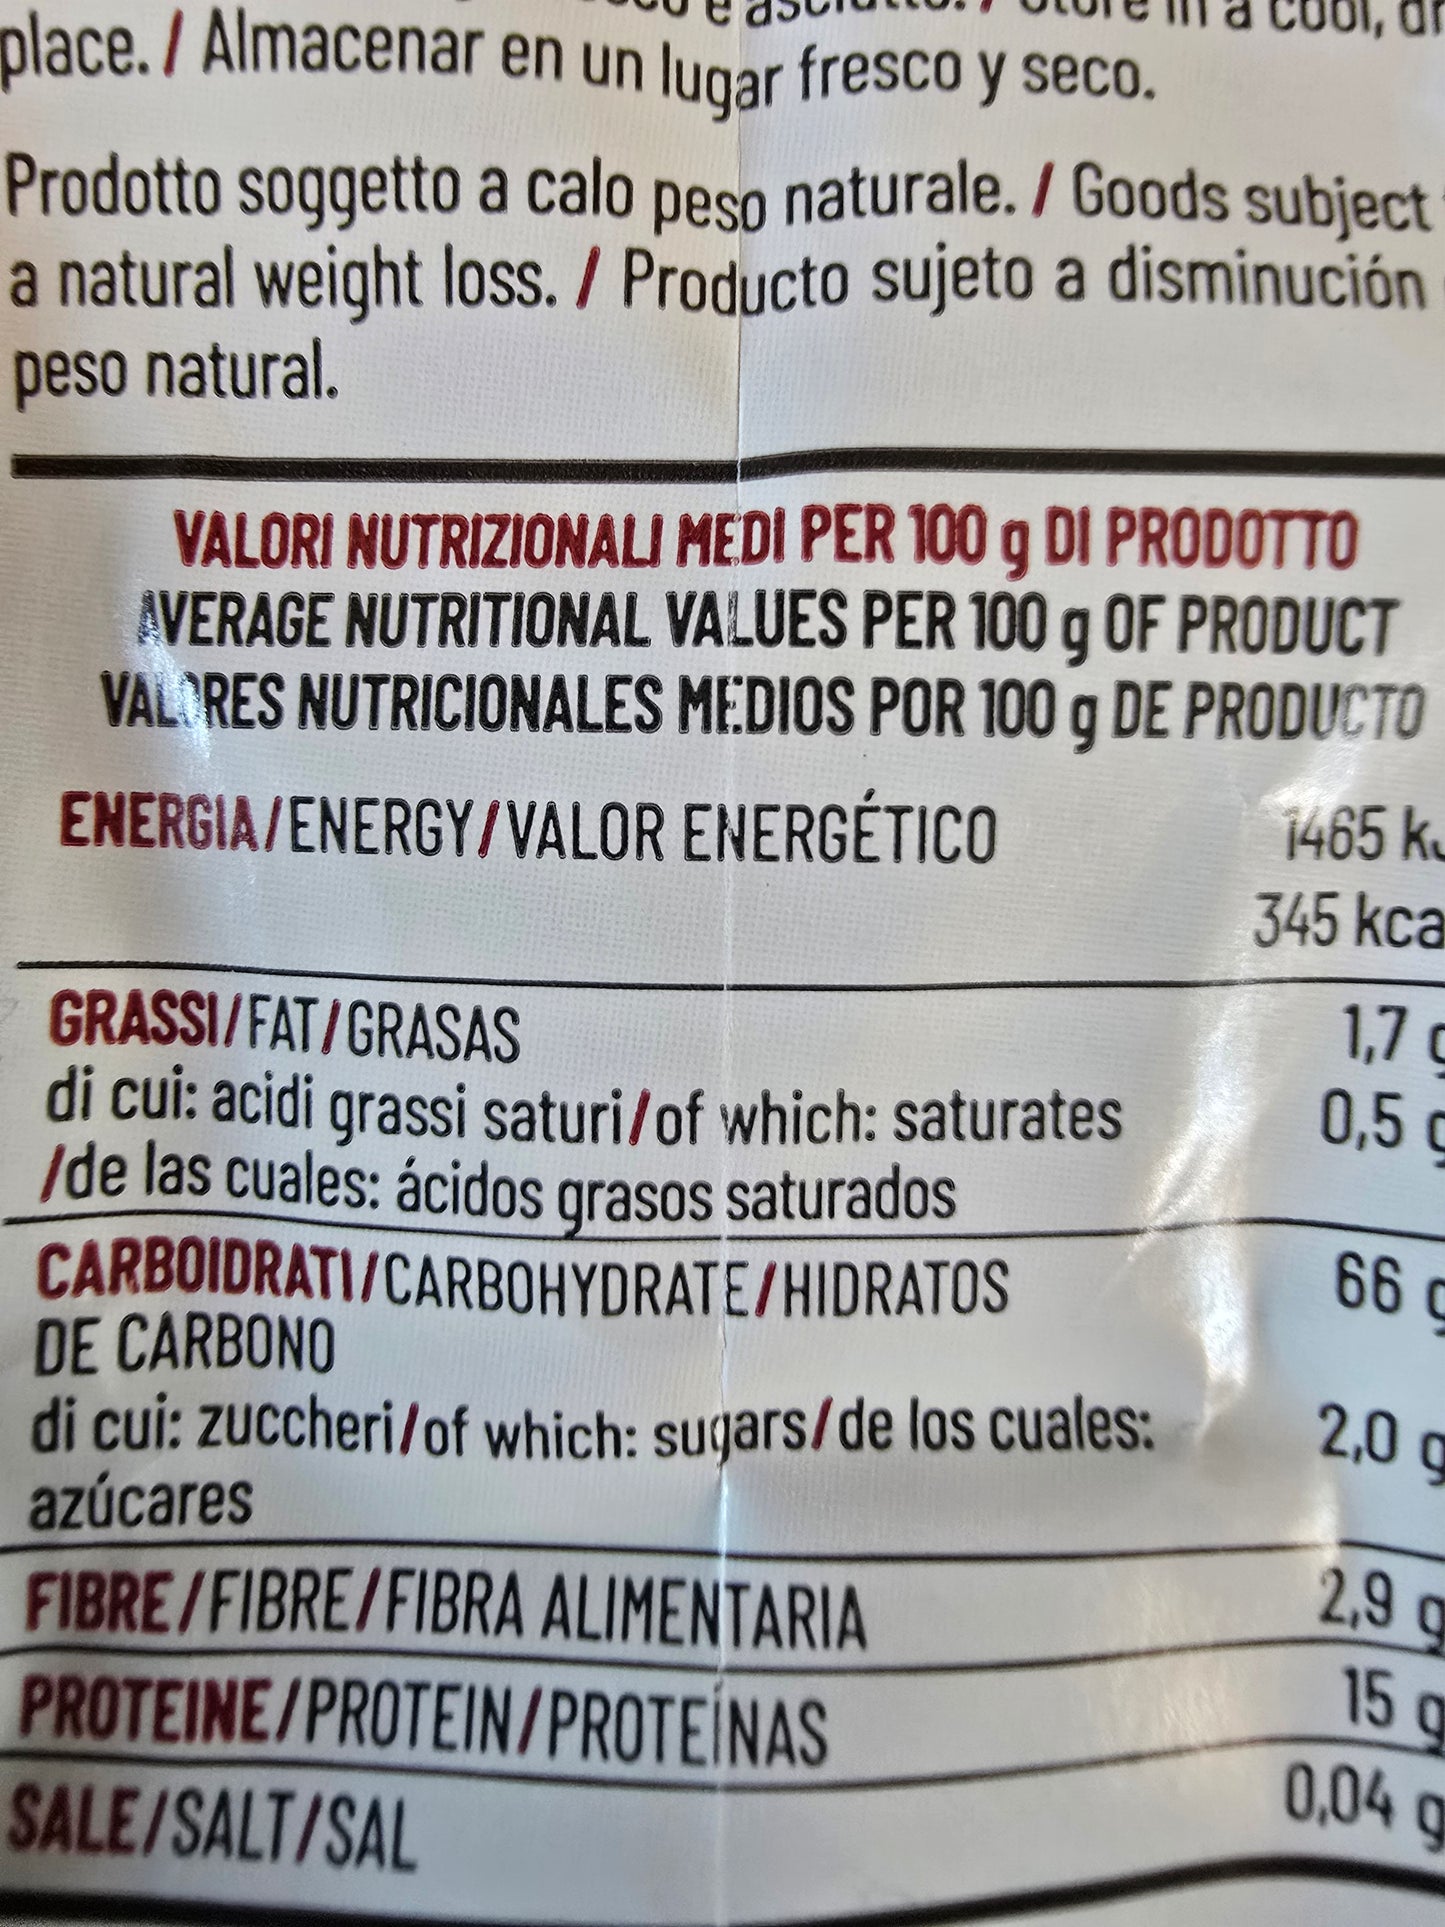 e asciutto. / Store in a cool,
place. / Almacenar en un lugar fresco y seco.
Prodotto soggetto a calo peso naturale. / Goods subject
a natural weight loss. / Producto sujeto a disminución
peso natural.
VALORI NUTRIZIONALI MEDI PER 100 g DI PRODOTTO
AVERAGE NUTRITIONAL VALUES PER 100 g OF PRODUCT
VALORES NUTRICIONALES MEDIOS POR 100 g DE PRODUCTO
ENERGIA/ENERGY/VALOR ENERGÉTICO 1465 kJ
345 kca
GRASSI/FAT/GRASAS 1,7 g
di cui: acidi grassi saturi/of which: saturates 0,5 g
/de las cuales: ácidos grasos saturados
CARBOIDRATI/CARBOHYDRATE/HIDRATOS 66 g
DE CARBONO
di cui: zuccheri/of which: sugars/de los cuales: 2,0 g
azúcares
FIBRE/FIBRE/FIBRA ALIMENTARIA 2,9 g
PROTEINE/PROTEIN/PROTEÍNAS 15 g
SALE/SALT/SAL 0,04 g